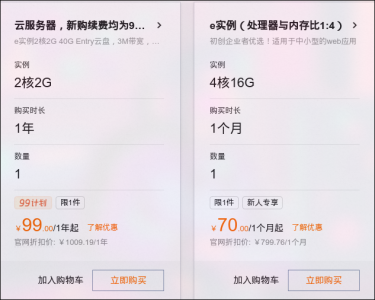 云服务器，新购续费均为9...
e实例2核2G 40G Entry云盘，3M带宽，...
实例
2核2G
购买时长
1年
数量
1
99计划 限1件
¥99.00/1年起 了解优惠
官网折扣价: ¥1009.19/1年
加入购物车 立即购买
e实例（处理器与内存比1:4）
初创企业者优选！适用于中小型的web应用
实例
4核16G
购买时长
1个月
数量
1
限1件 新人专享
¥70.00/1个月起 了解优惠
官网折扣价: ¥799.76/1个月
加入购物车 立即购买